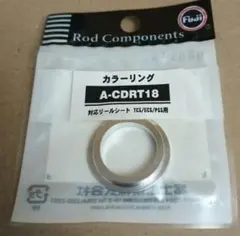 Fuji
Rod Components
カラーリング
A-CDRT18
対応リールシート TCS/ECS/PSS用